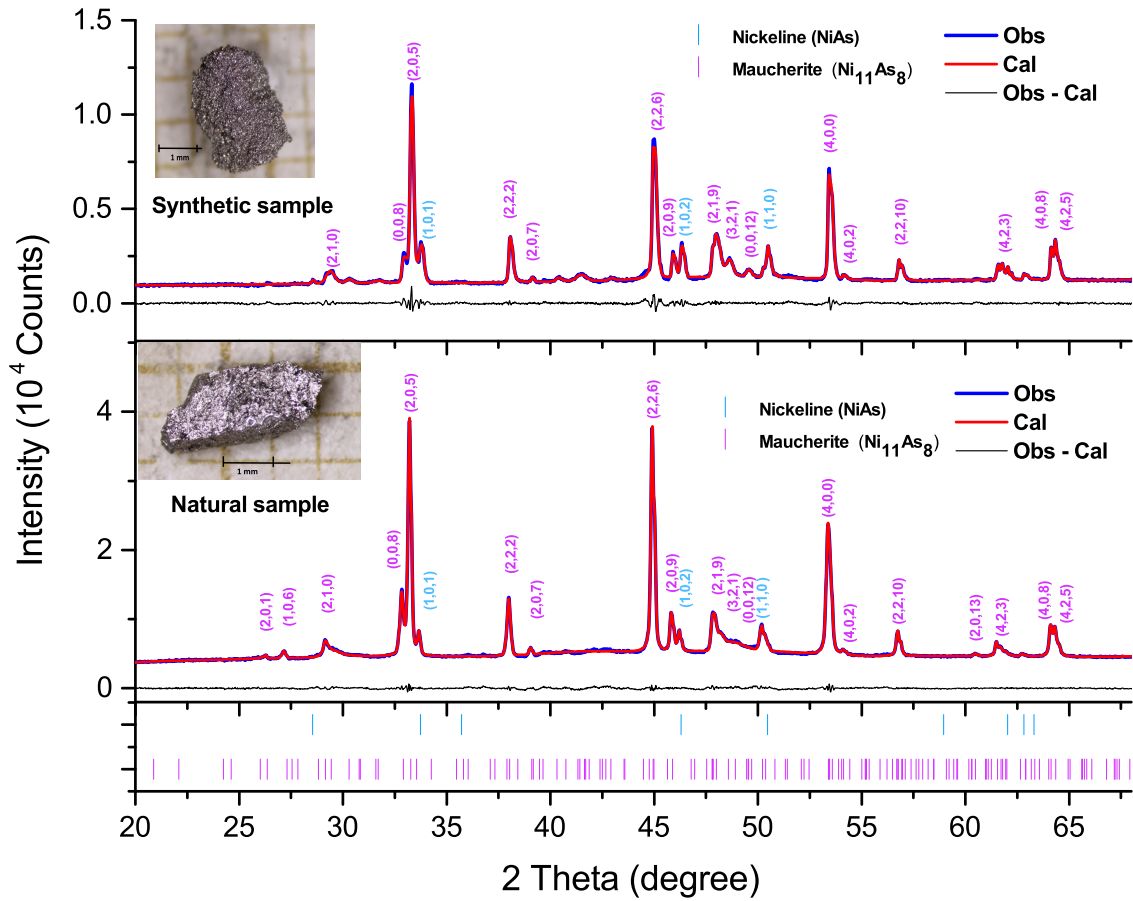 Intensity (10⁴ Counts)
1.5
1.0
0.5
0.0
1 mm
Synthetic sample
Nickeline (NiAs)
Maucherite (Ni₁₁As₈)
Obs
Cal
Obs - Cal
(2,1,0)
(0,0,8)
(2,0,5)
(1,0,1)
(2,2,2)
(2,0,7)
(2,2,6)
(2,0,9)
(1,0,2)
(2,1,9)
(3,2,1)
(0,0,12)
(1,1,0)
(4,0,0)
(4,0,2)
(2,2,10)
(4,2,3)
(4,0,8)
(4,2,5)
4
2
0
1 mm
Natural sample
Nickeline (NiAs)
Maucherite (Ni₁₁As₈)
Obs
Cal
Obs - Cal
(2,0,1)
(1,0,6)
(2,1,0)
(0,0,8)
(2,0,5)
(1,0,1)
(2,2,2)
(2,0,7)
(2,2,6)
(2,0,9)
(1,0,2)
(2,1,9)
(3,2,1)
(0,0,12)
(1,1,0)
(4,0,0)
(4,0,2)
(2,2,10)
(2,0,13)
(4,2,3)
(4,0,8)
(4,2,5)
20 25 30 35 40 45 50 55 60 65
2 Theta (degree)